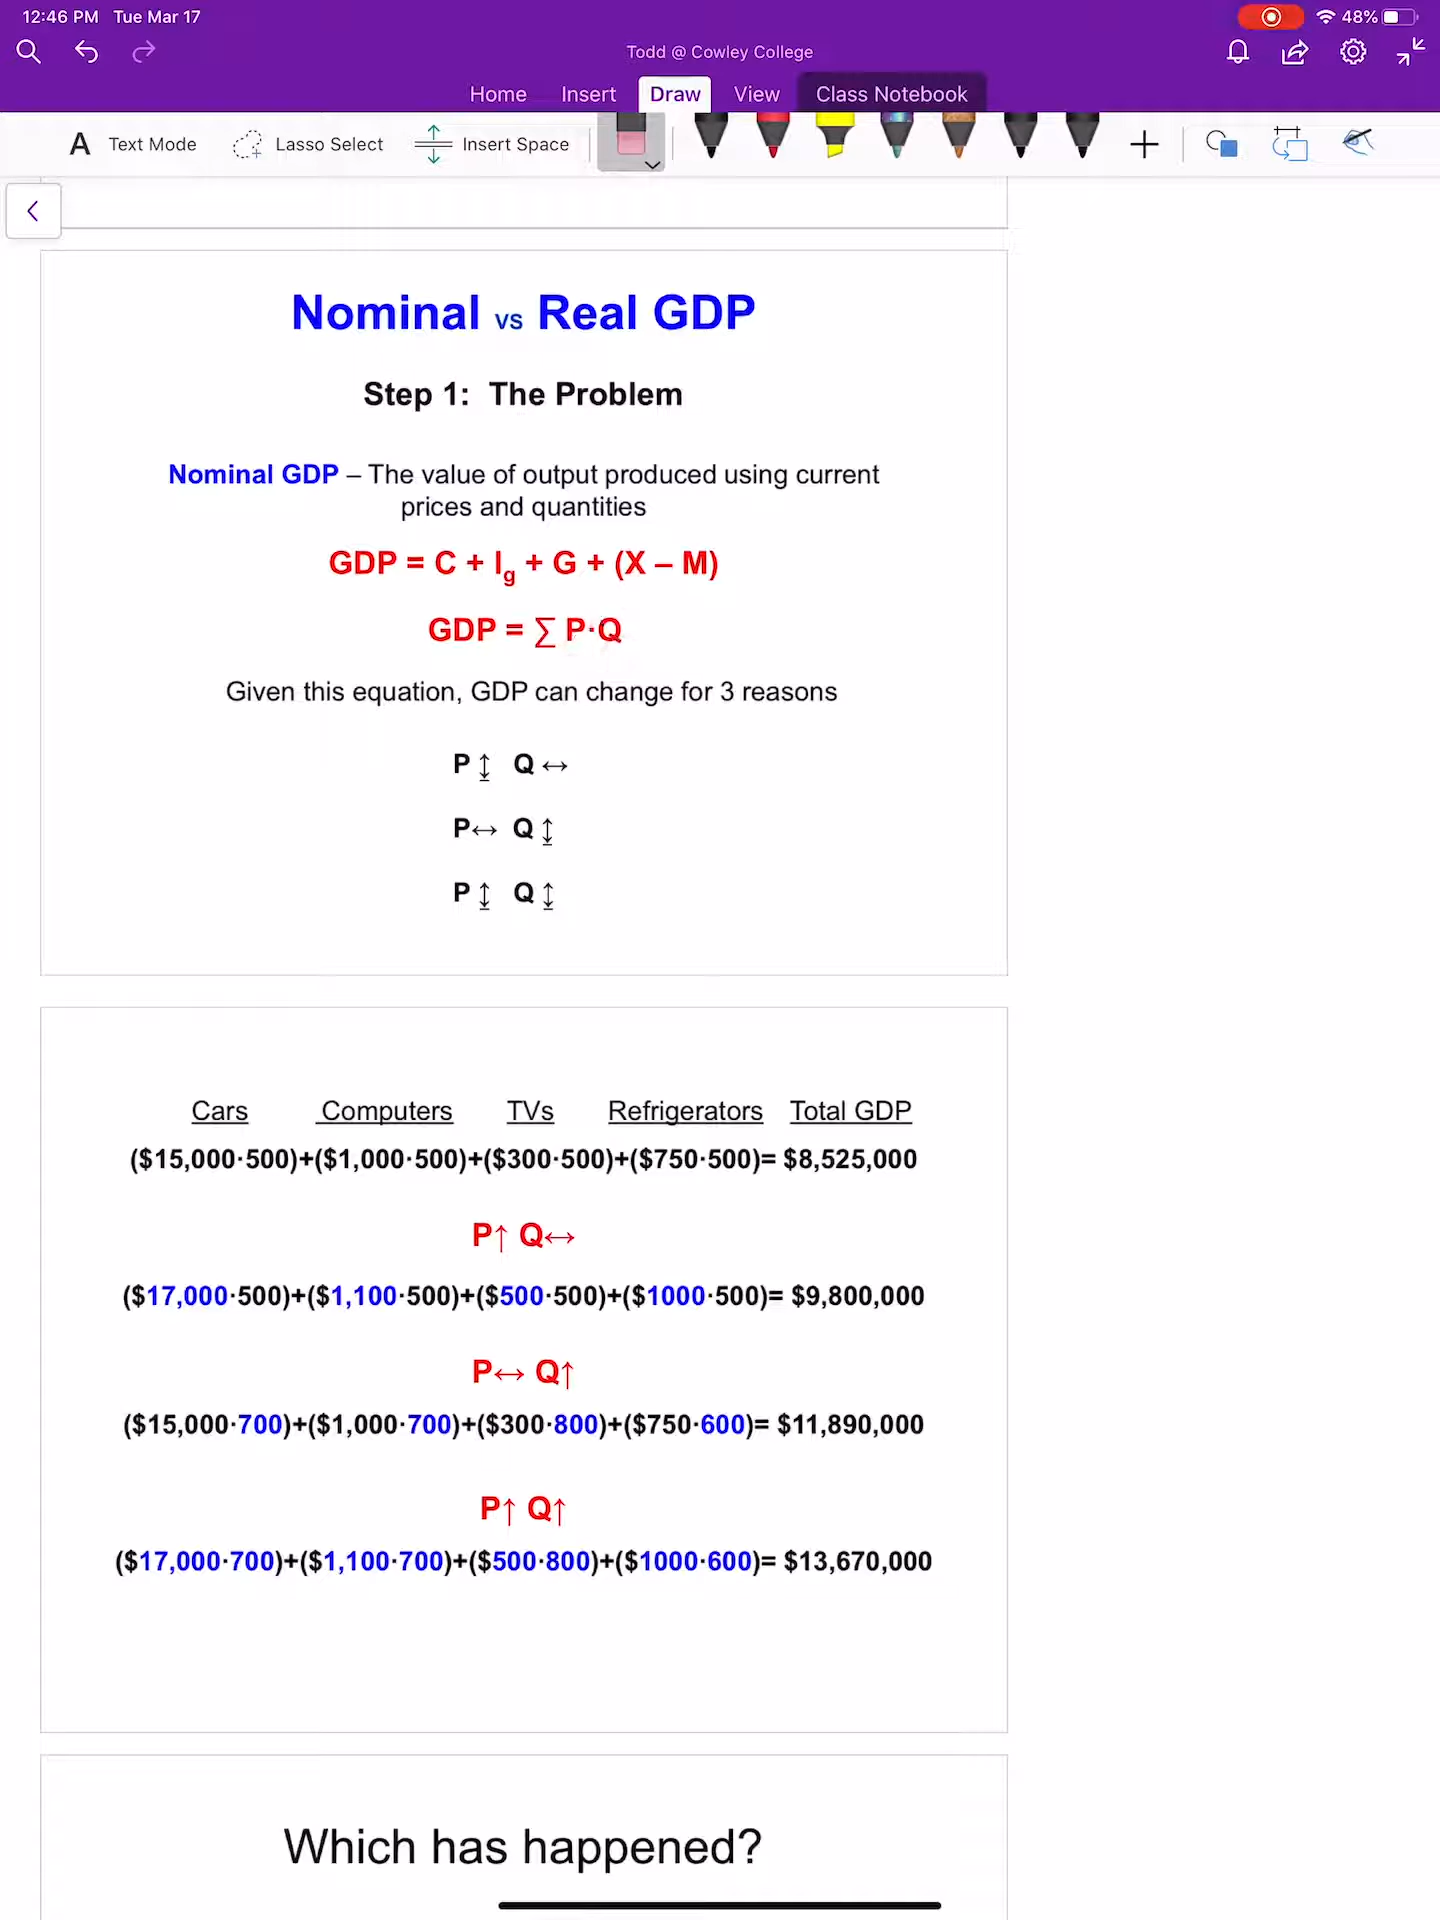 12:46 PM Tue Mar 17
48%
Todd @ Cowley College
Home Insert Draw View Class Notebook
A Text Mode Lasso Select Insert Space
Nominal vs Real GDP
Step 1: The Problem
Nominal GDP – The value of output produced using current
prices and quantities
GDP = C + Ig + G + (X – M)
GDP = ∑ P·Q
Given this equation, GDP can change for 3 reasons
P↨ Q↔
P↔ Q↨
P↨ Q↨
Cars Computers TVs Refrigerators Total GDP
($15,000·500)+($1,000·500)+($300·500)+($750·500)= $8,525,000
P↑ Q↔
($17,000·500)+($1,100·500)+($500·500)+($1000·500)= $9,800,000
P↔ Q↑
($15,000·700)+($1,000·700)+($300·800)+($750·600)= $11,890,000
P↑ Q↑
($17,000·700)+($1,100·700)+($500·800)+($1000·600)= $13,670,000
Which has happened?